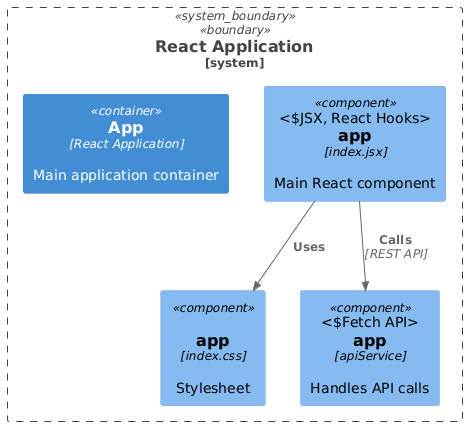 «system_boundary»
«boundary»
React Application
[system]
«container»
App
[React Application]
Main application container
«component»
<$JSX, React Hooks>
app
[index.jsx]
Main React component
Uses
Calls
[REST API]
«component»
app
[index.css]
Stylesheet
«component»
<$Fetch API>
app
[apiService]
Handles API calls